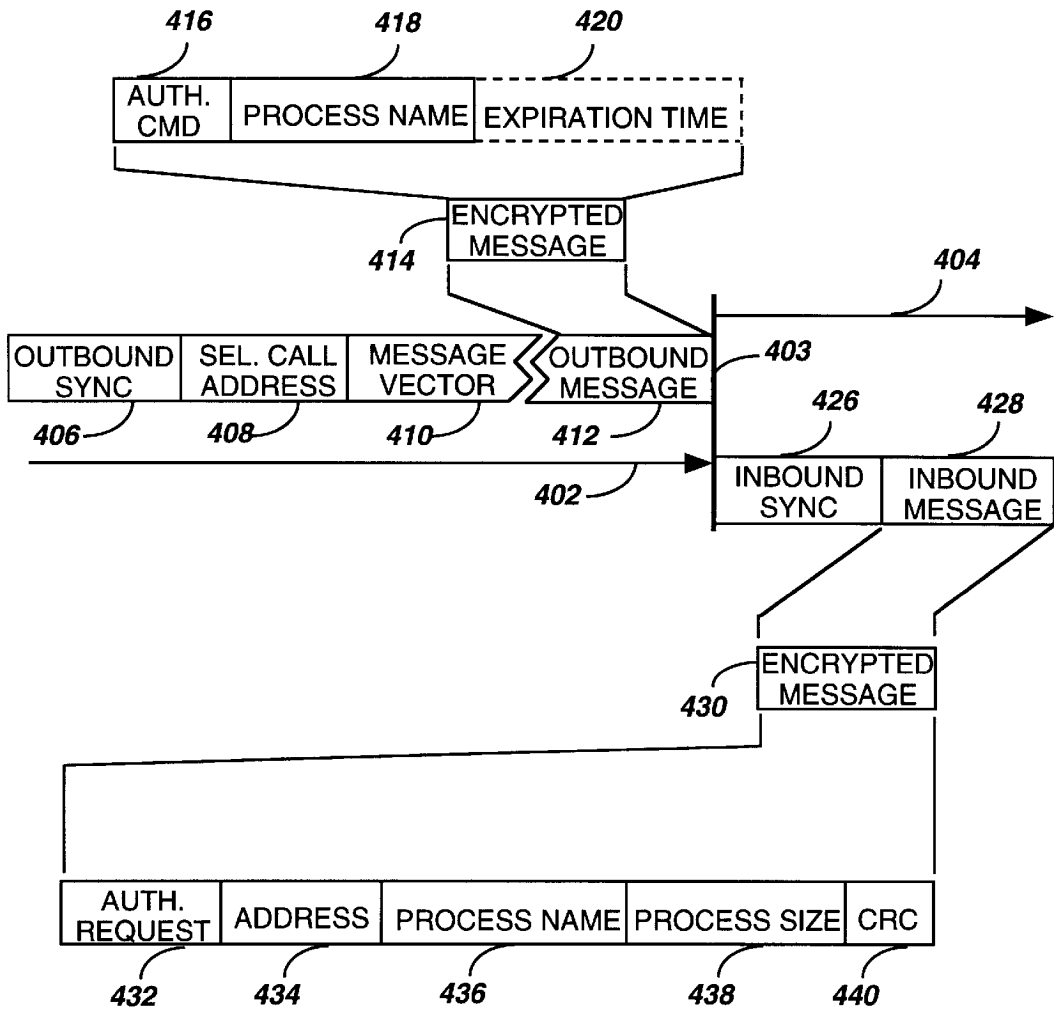 416
418
420
AUTH.
CMD
PROCESS NAME
EXPIRATION TIME
ENCRYPTED
MESSAGE
414
404
OUTBOUND
SYNC
SEL. CALL
ADDRESS
MESSAGE
VECTOR
OUTBOUND
MESSAGE
403
406
408
410
412
426
428
402
INBOUND
SYNC
INBOUND
MESSAGE
ENCRYPTED
MESSAGE
430
AUTH.
REQUEST
ADDRESS
PROCESS NAME
PROCESS SIZE
CRC
432
434
436
438
440